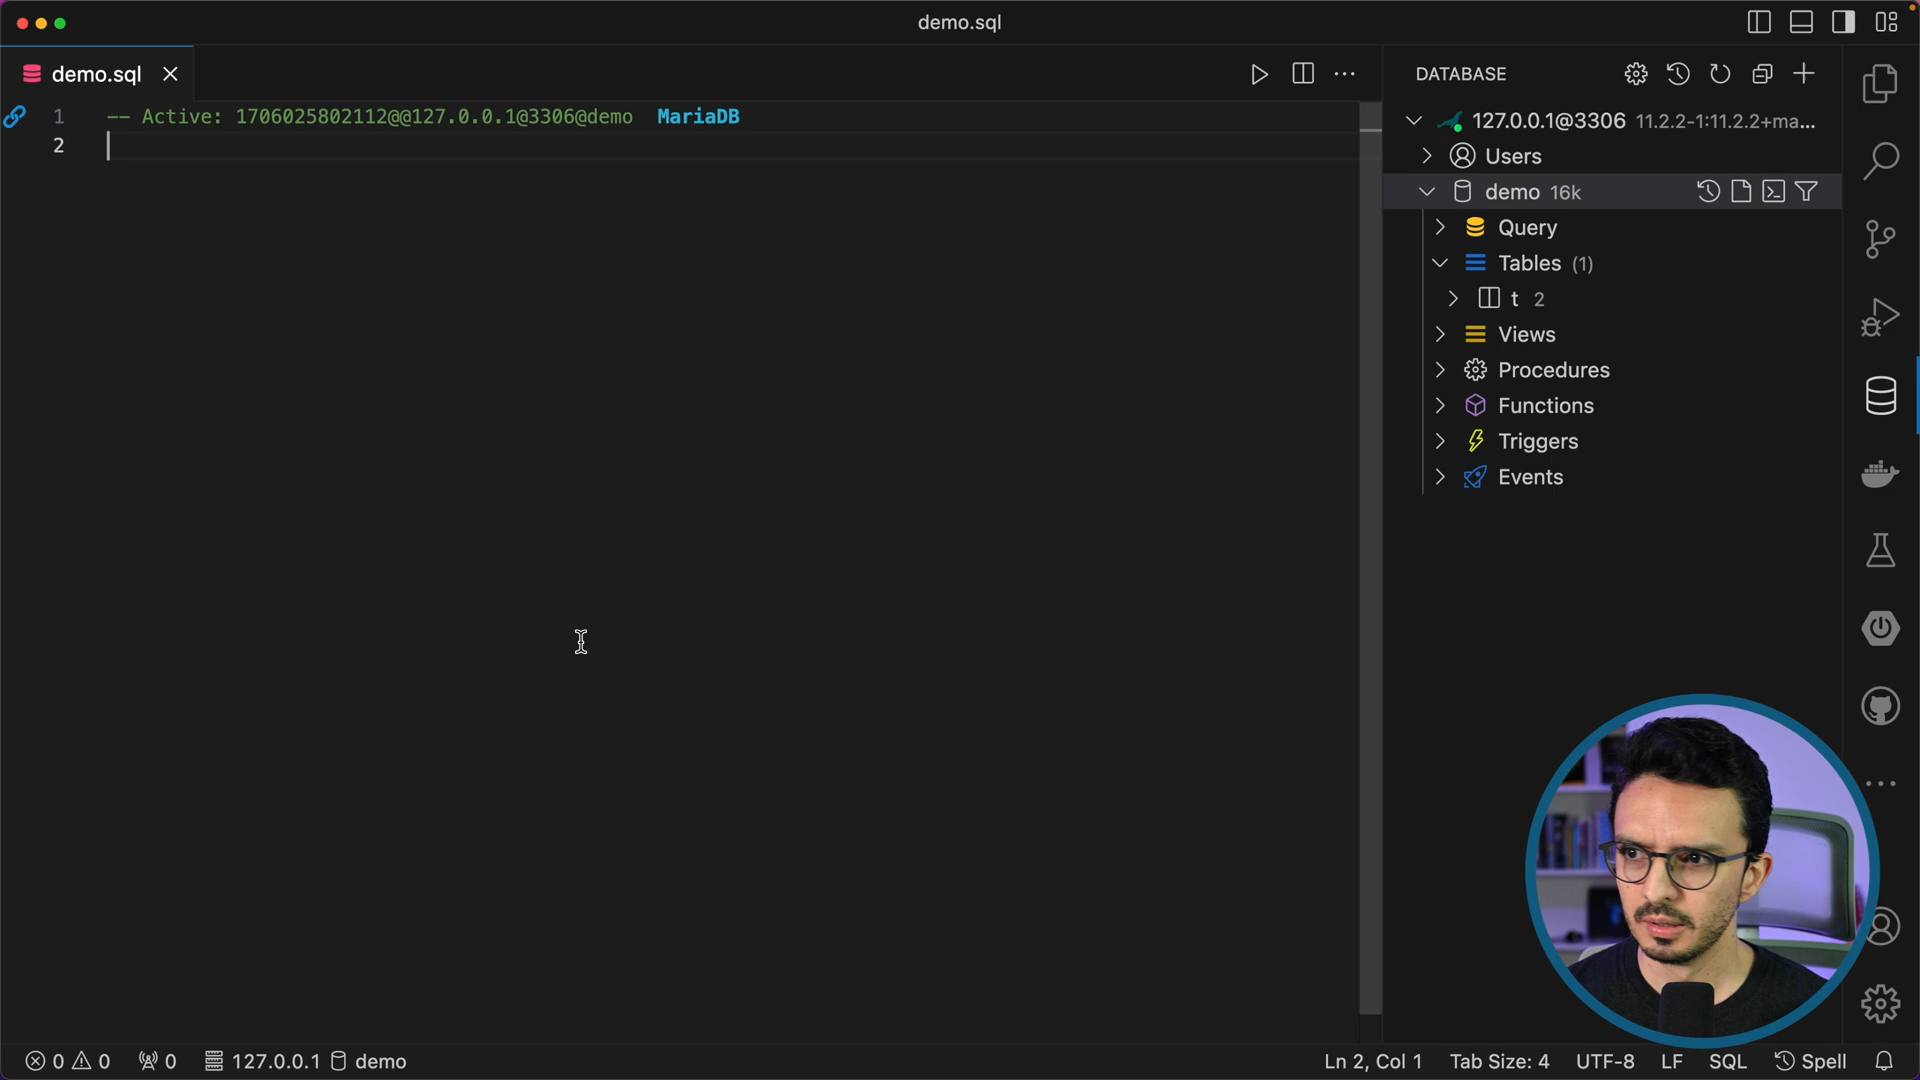 demo.sql
demo.sql
1 -- Active: 1706025802112@@127.0.0.1@3306@demo MariaDB
2
DATABASE
127.0.0.1@3306 11.2.2-1:11.2.2+ma...
Users
demo 16k
Query
Tables (1)
t 2
Views
Procedures
Functions
Triggers
Events
0 0 0 127.0.0.1 demo
Ln 2, Col 1 Tab Size: 4 UTF-8 LF SQL Spell